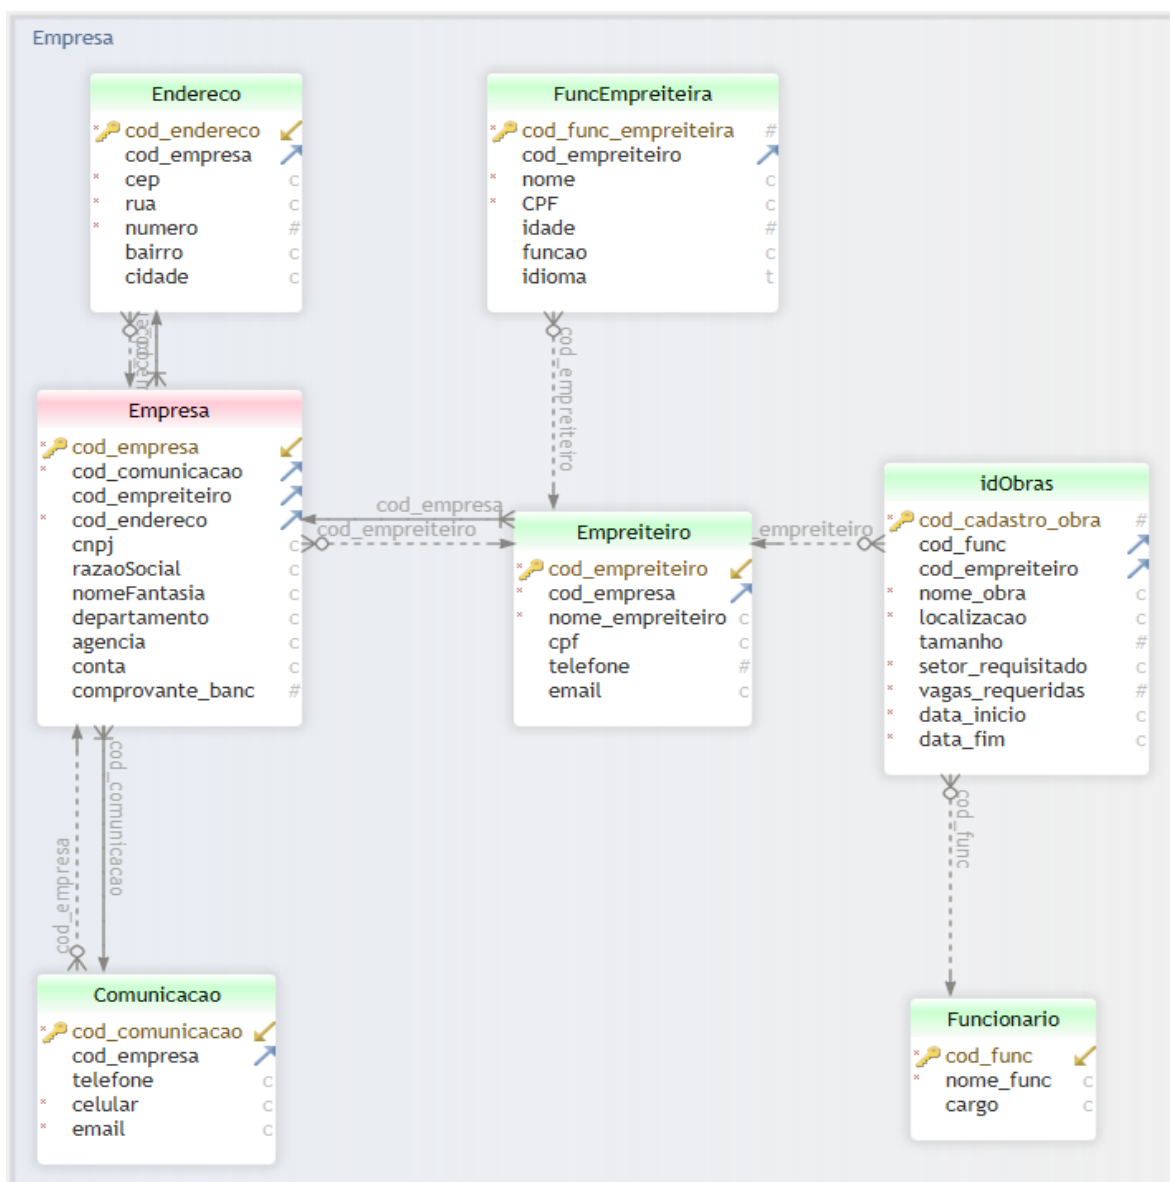 Empresa
Endereco
cod_endereco
cod_empresa
cep c
rua c
numero #
bairro c
cidade c
FuncEmpreiteira
cod_func_empreiteira #
cod_empreiteiro
nome c
CPF c
idade #
funcao c
idioma t
cod_empreiteiro
Empresa
cod_empresa
cod_comunicacao
cod_empreiteiro
cod_endereco
cnpj c
razaoSocial c
nomeFantasia c
departamento c
agencia c
conta c
comprovante_banc #
cod_empresa
cod_empreiteiro
Empreiteiro
cod_empreiteiro
cod_empresa
nome_empreiteiro c
cpf c
telefone #
email c
_empreiteiro
idObras
cod_cadastro_obra #
cod_func
cod_empreiteiro
nome_obra c
localizacao c
tamanho #
setor_requisitado c
vagas_requeridas #
data_inicio c
data_fim c
cod_comunicacao
cod_empresa
cod_func
Comunicacao
cod_comunicacao
cod_empresa
telefone c
celular c
email c
Funcionario
cod_func
nome_func c
cargo c